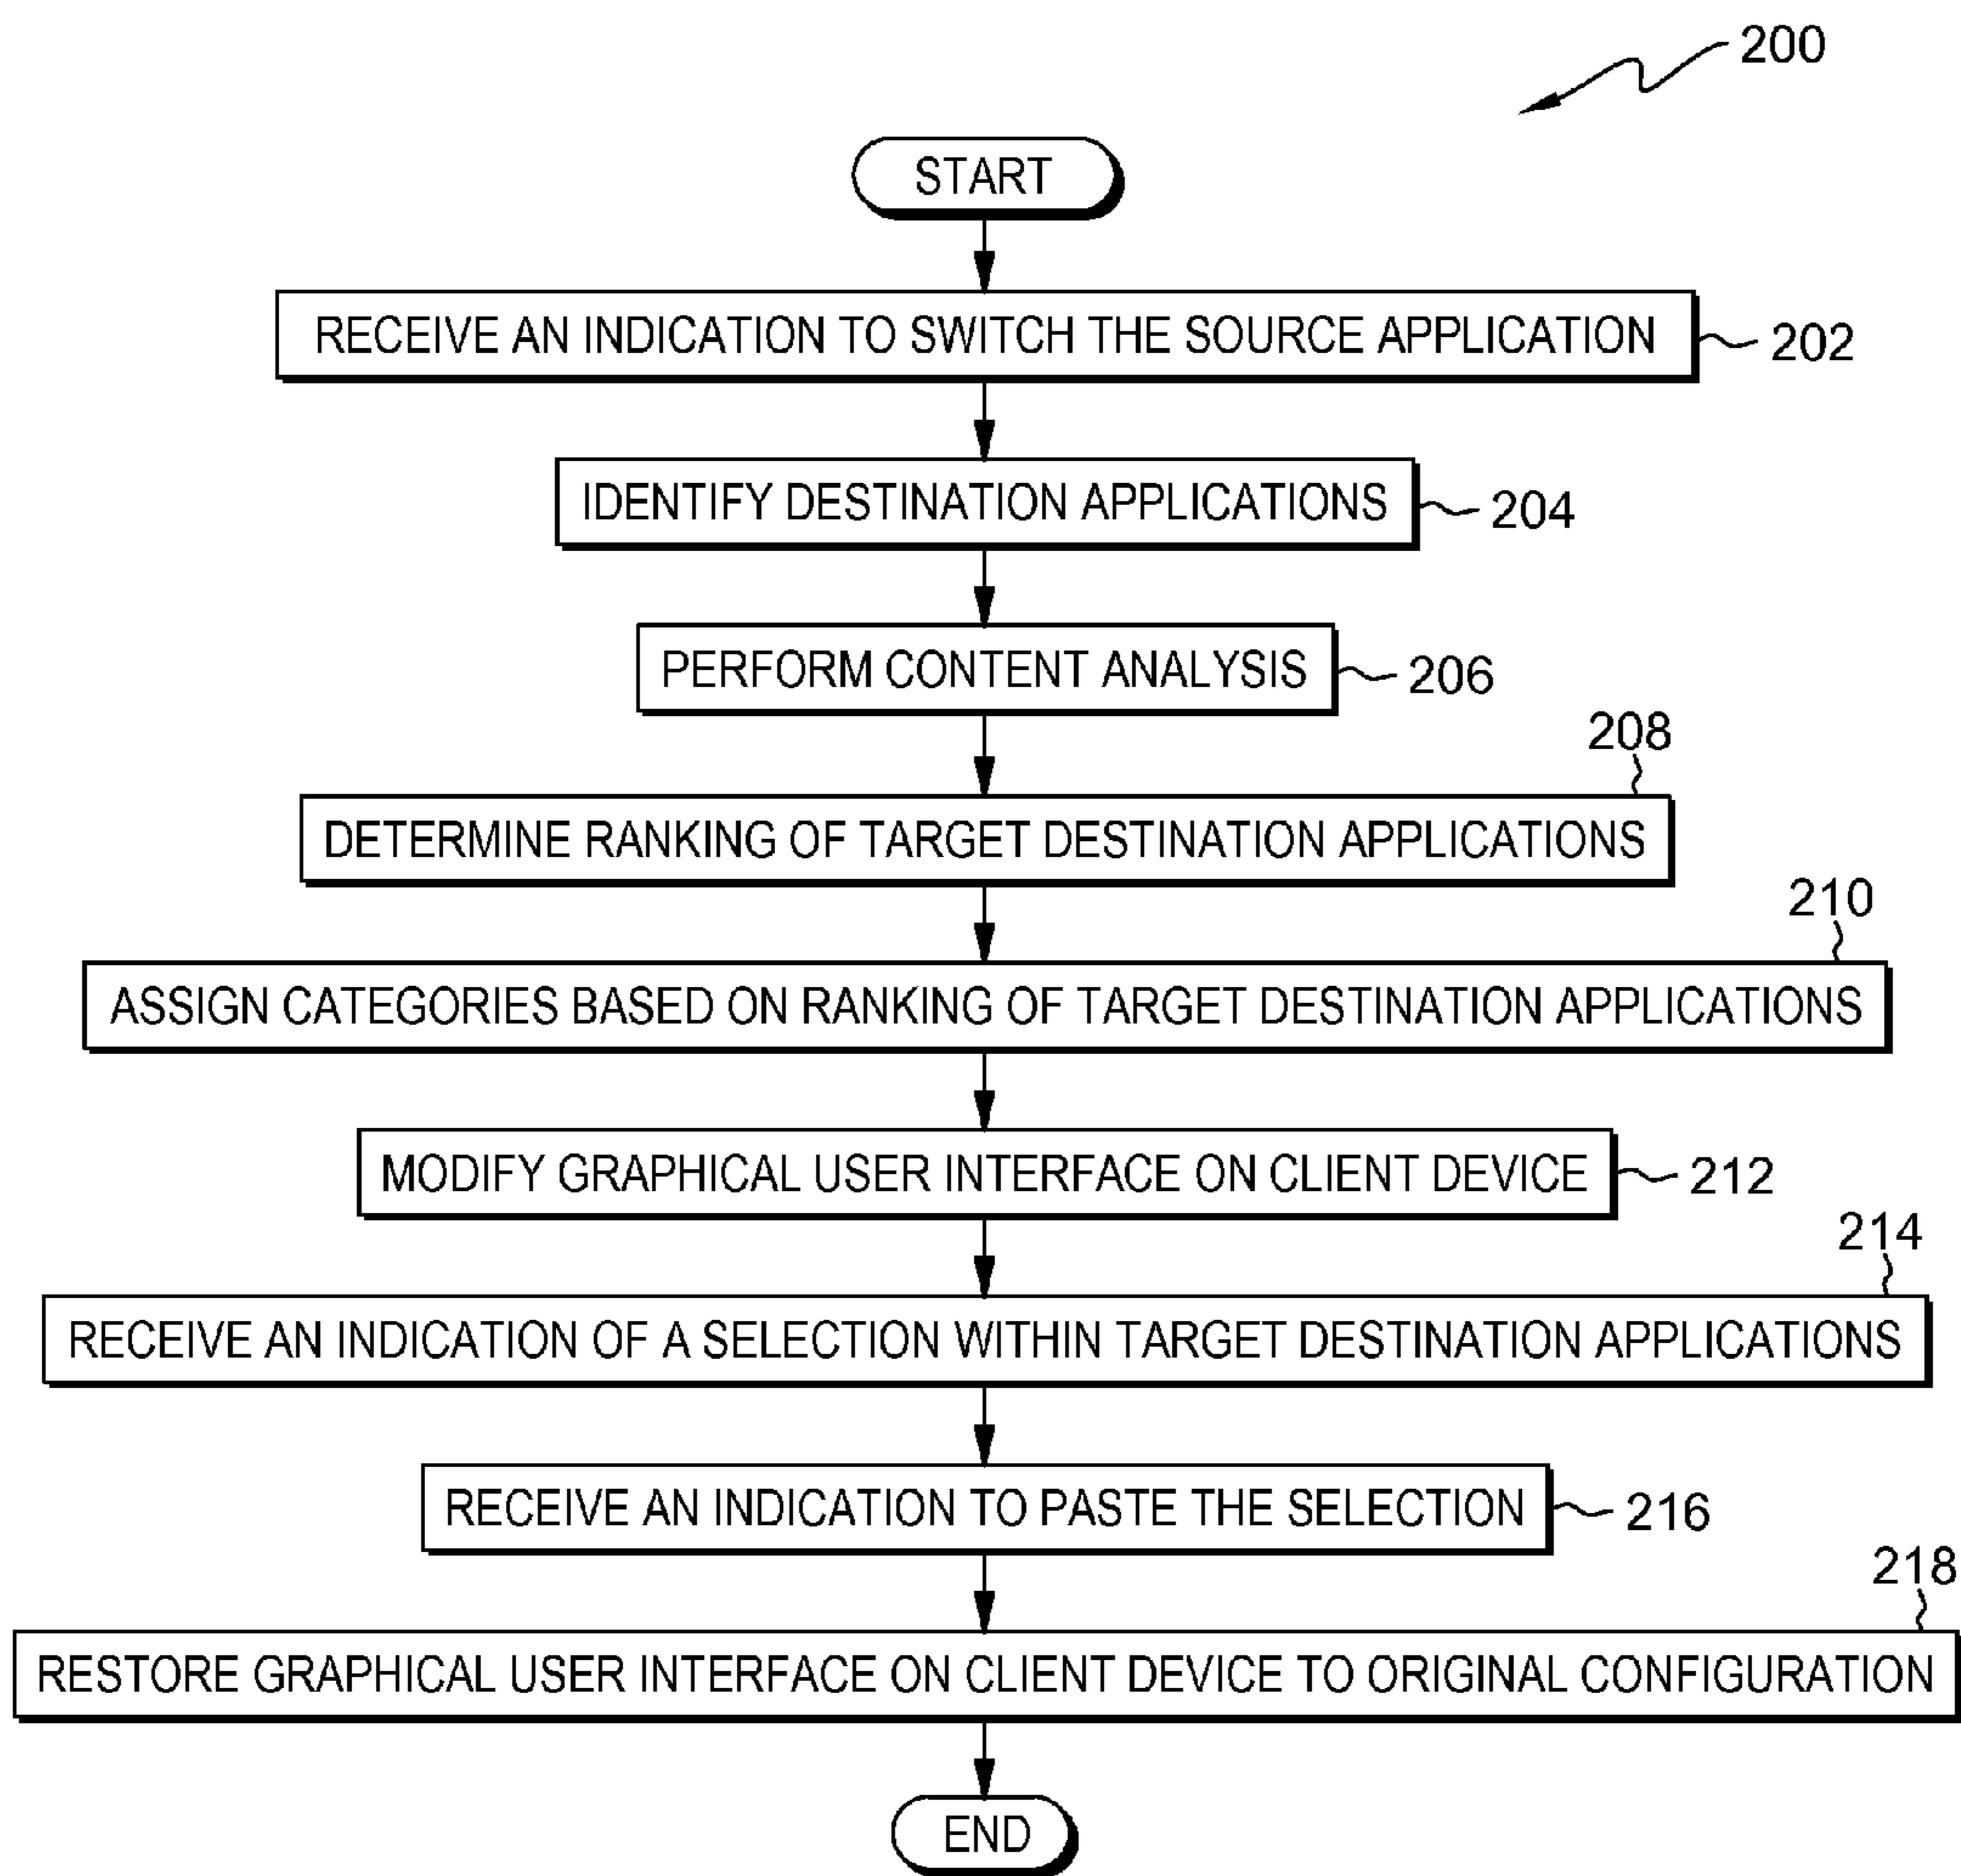 200
START
RECEIVE AN INDICATION TO SWITCH THE SOURCE APPLICATION
202
IDENTIFY DESTINATION APPLICATIONS
204
PERFORM CONTENT ANALYSIS
206
208
DETERMINE RANKING OF TARGET DESTINATION APPLICATIONS
210
ASSIGN CATEGORIES BASED ON RANKING OF TARGET DESTINATION APPLICATIONS
MODIFY GRAPHICAL USER INTERFACE ON CLIENT DEVICE
212
214
RECEIVE AN INDICATION OF A SELECTION WITHIN TARGET DESTINATION APPLICATIONS
RECEIVE AN INDICATION TO PASTE THE SELECTION
216
218
RESTORE GRAPHICAL USER INTERFACE ON CLIENT DEVICE TO ORIGINAL CONFIGURATION
END